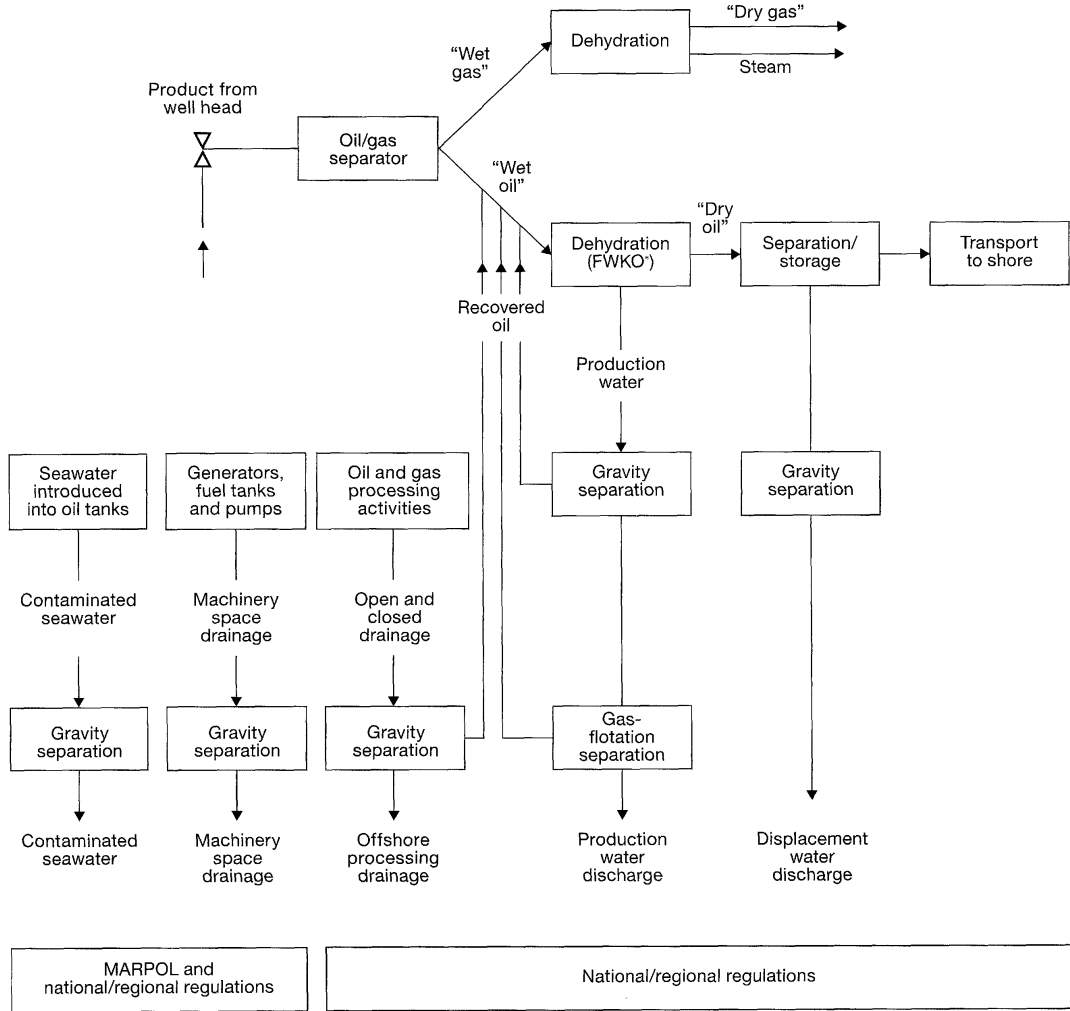 “Dry gas”
Dehydration
Steam
“Wet
gas”
Product from
well head
Oil/gas
separator
“Wet
oil”
“Dry
oil”
Dehydration
(FWKO*)
Separation/
storage
Transport
to shore
Recovered
oil
Production
water
Seawater
introduced
into oil tanks
Generators,
fuel tanks
and pumps
Oil and gas
processing
activities
Gravity
separation
Gravity
separation
Contaminated
seawater
Machinery
space
drainage
Open and
closed
drainage
Gravity
separation
Gravity
separation
Gravity
separation
Gas-
flotation
separation
Contaminated
seawater
Machinery
space
drainage
Offshore
processing
drainage
Production
water
discharge
Displacement
water
discharge
MARPOL and
national/regional regulations
National/regional regulations